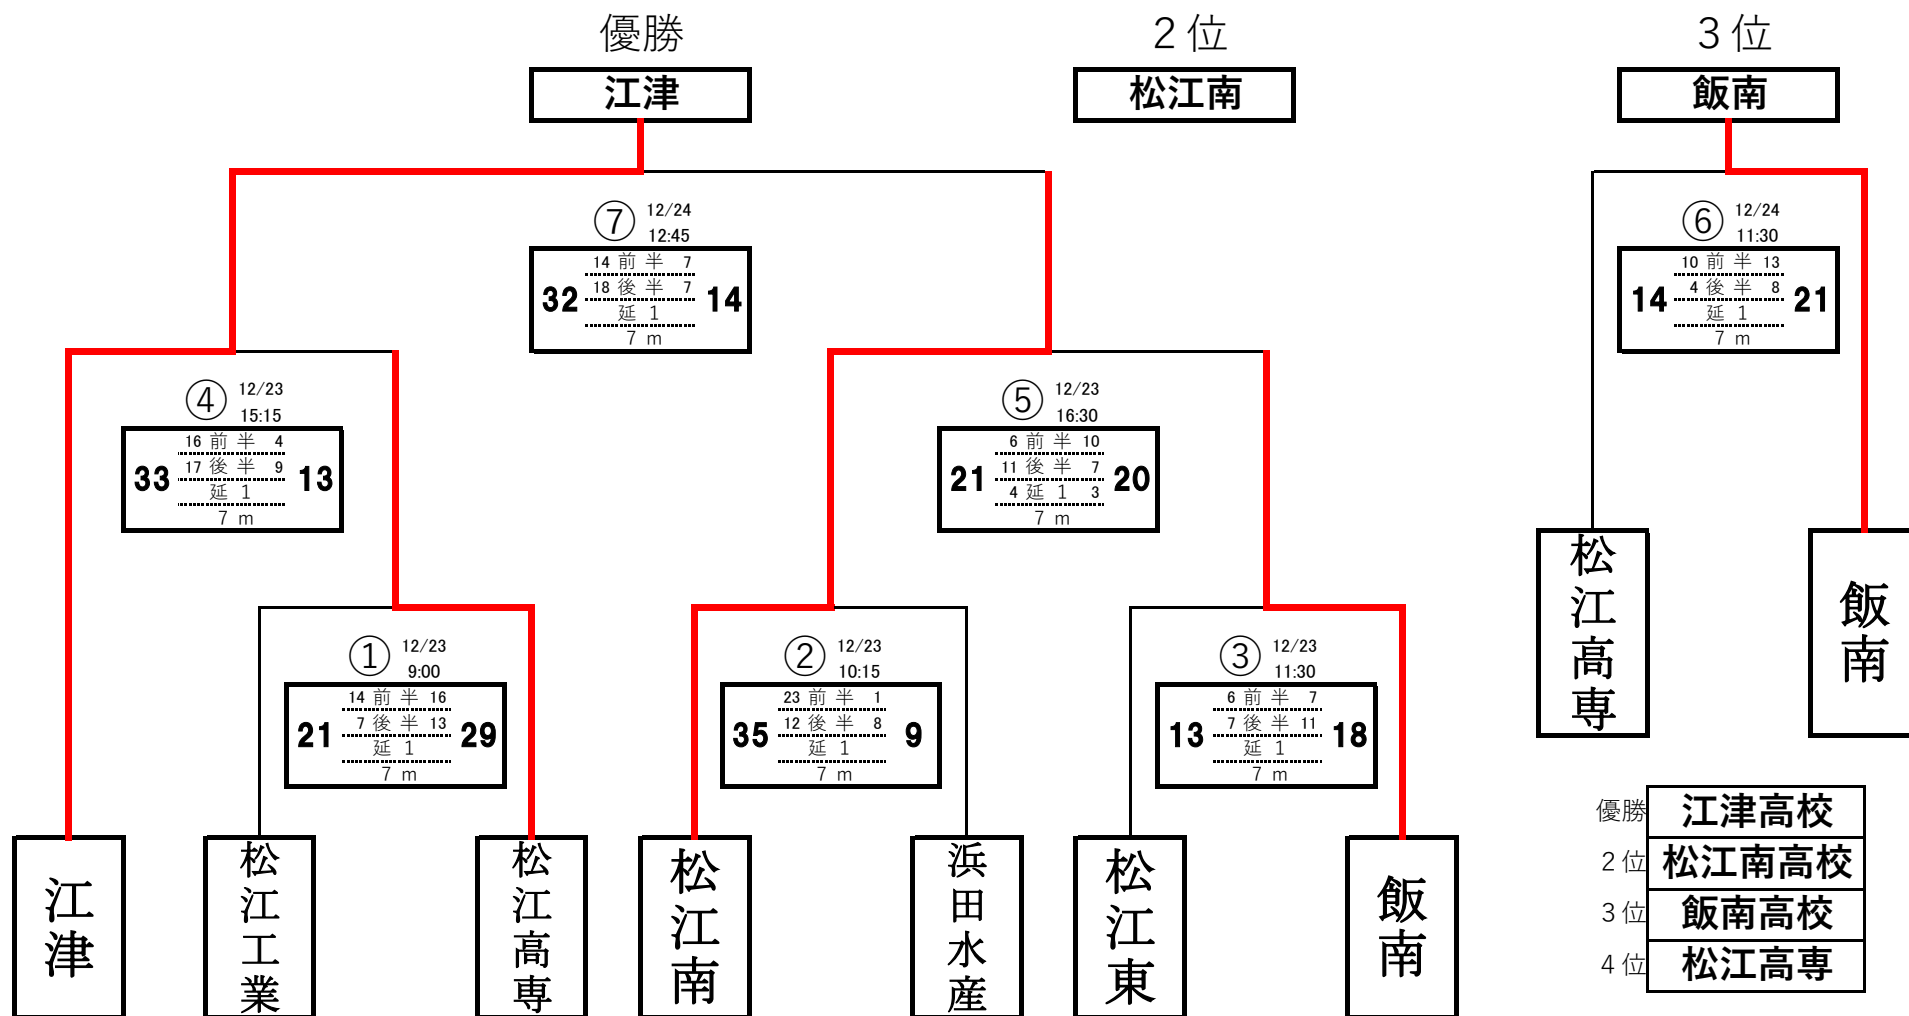 優勝
２位
３位
江津
松江南
飯南
⑦ 12/24
12:45
14 前半 7
32 18 後半 7 14
延 1
7 m
⑥ 12/24
11:30
10 前半 13
14 4 後半 8 21
延 1
7 m
④ 12/23
15:15
16 前半 4
33 17 後半 9 13
延 1
7 m
⑤ 12/23
16:30
6 前半 10
21 11 後半 7 20
4 延 1 3
7 m
松江高専
飯南
① 12/23
9:00
14 前半 16
21 7 後半 13 29
延 1
7 m
② 12/23
10:15
23 前半 1
35 12 後半 8 9
延 1
7 m
③ 12/23
11:30
6 前半 7
13 7 後半 11 18
延 1
7 m
江津
松江工業
松江高専
松江南
浜田水産
松江東
飯南
優勝 江津高校
２位 松江南高校
３位 飯南高校
４位 松江高専